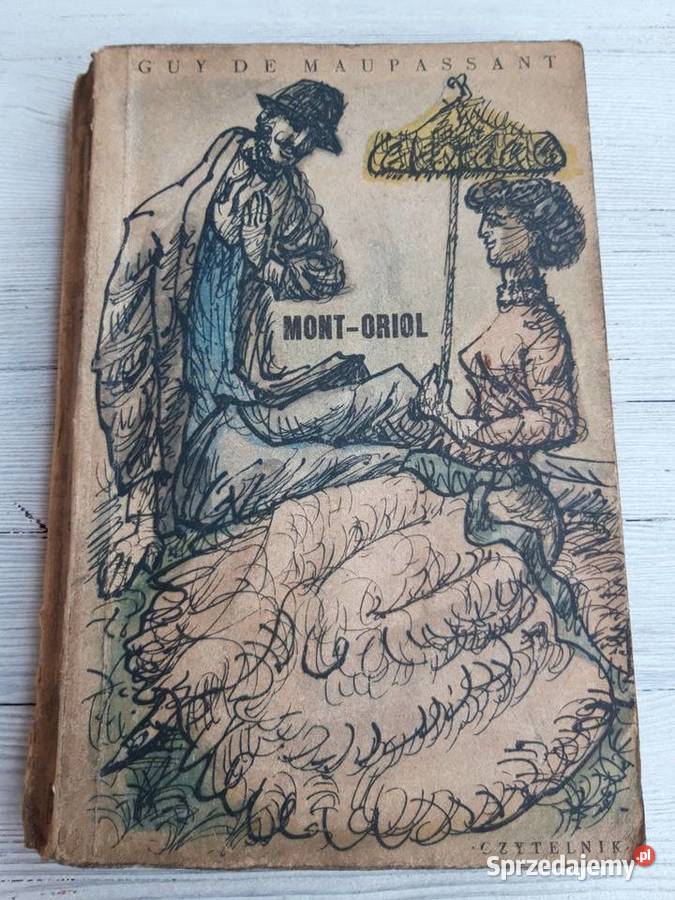 GUY DE MAUPASSANT
MONT-ORIOL
·CZYTELNIK·
Sprzedajemy.pl